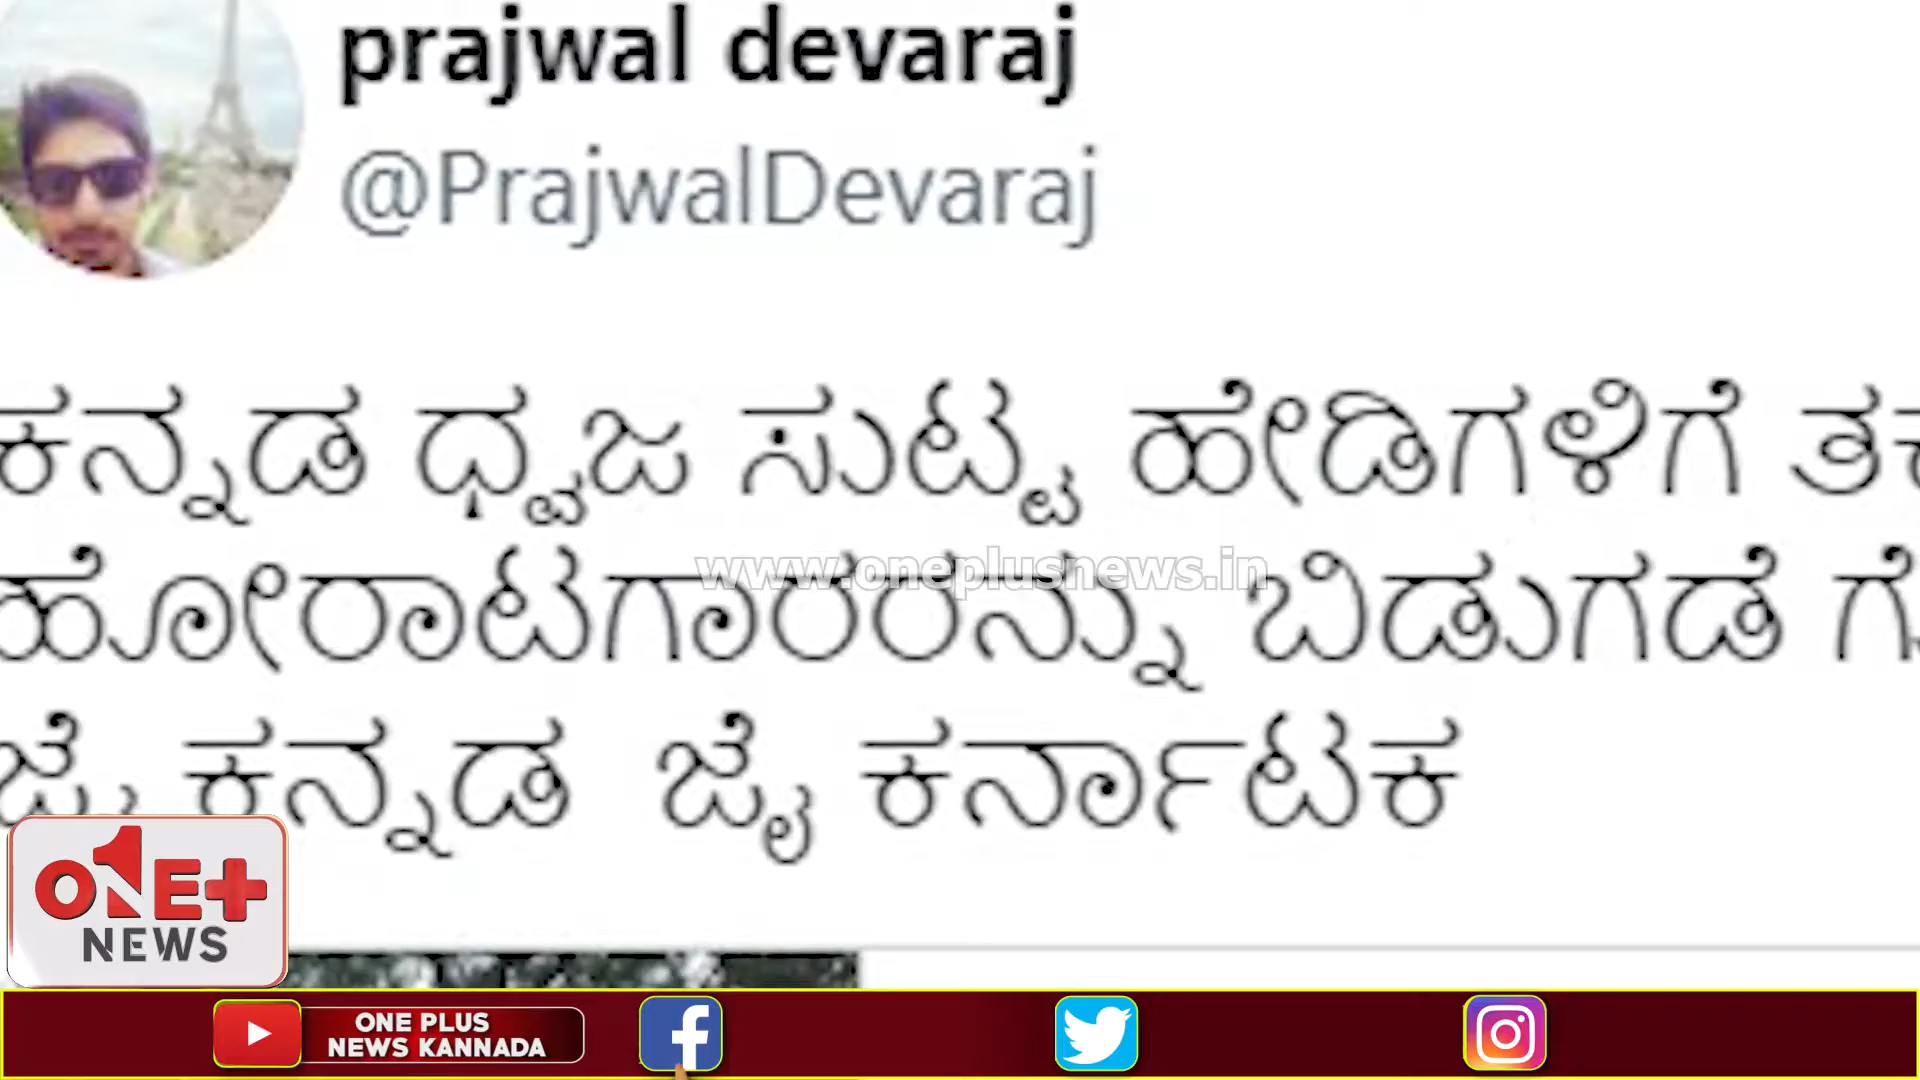 prajwal devaraj
@PrajwalDevaraj
ಕನ್ನಡ ಧ್ವಜ ಸುಟ್ಟ ಹೇಡಿಗಳಿಗೆ
www.oneplusnews.in
ಹೋರಾಟಗಾರರನ್ನು ಬಿಡುಗಡೆ
ಜೈ ಕನ್ನಡ ಜೈ ಕರ್ನಾಟಕ
ONE+
NEWS
ONE PLUS
NEWS KANNADA